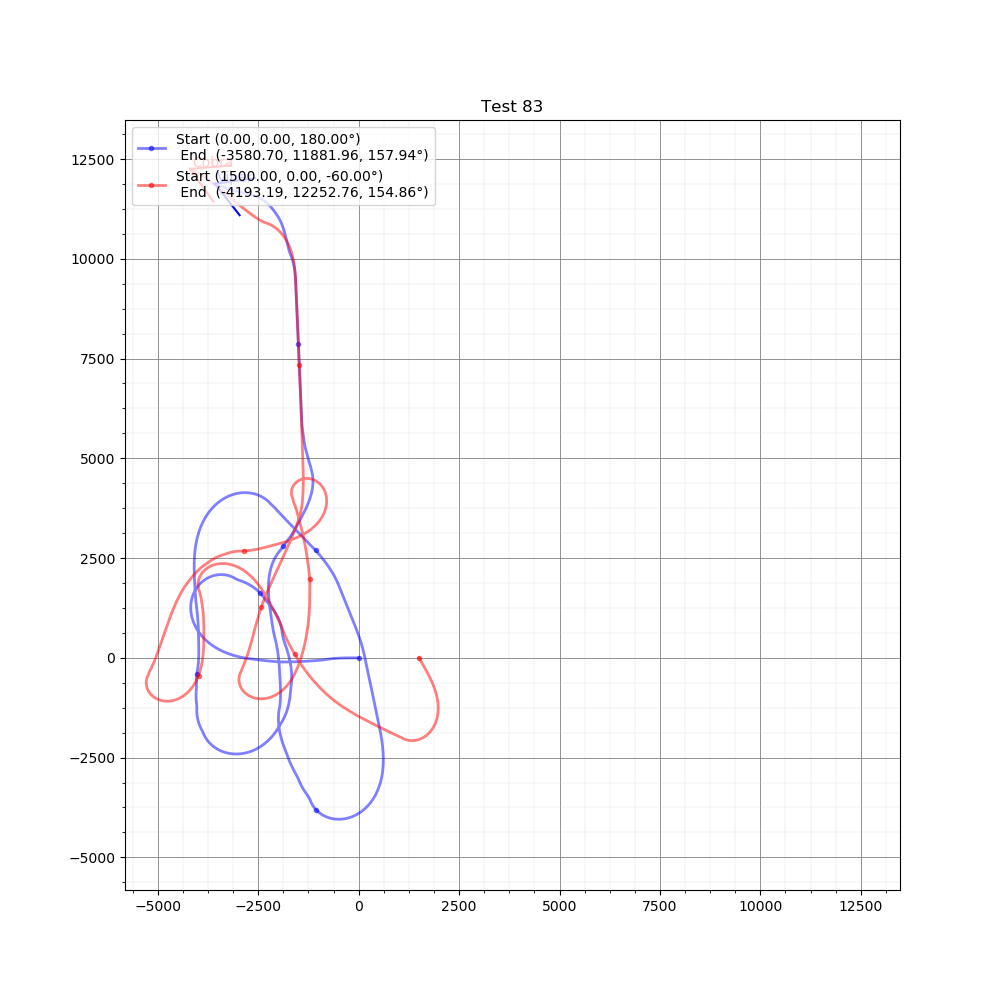 Test 83
Start (0.00, 0.00, 180.00°)
End (-3580.70, 11881.96, 157.94°)
Start (1500.00, 0.00, -60.00°)
End (-4193.19, 12252.76, 154.86°)
12500
10000
7500
5000
2500
0
−2500
−5000
−5000 −2500 0 2500 5000 7500 10000 12500